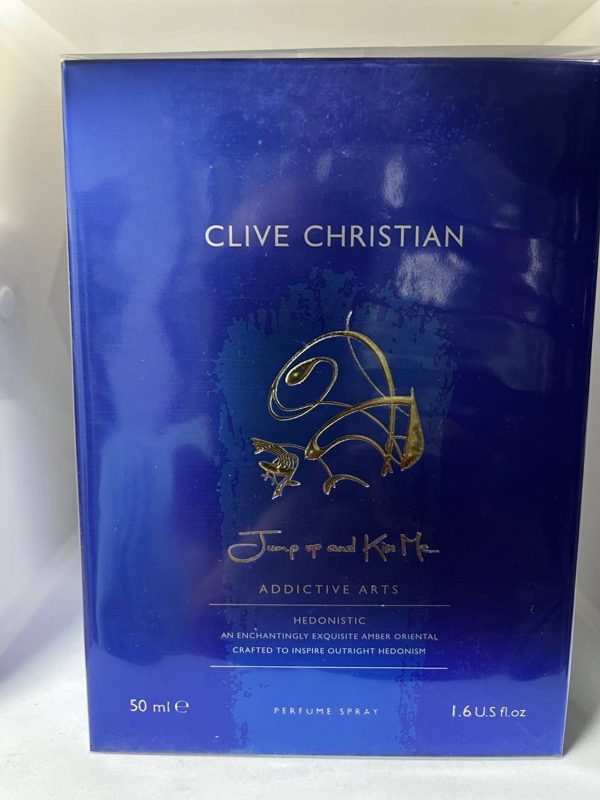 CLIVE CHRISTIAN
Jump up and Kiss Me
ADDICTIVE ARTS
HEDONISTIC
AN ENCHANTINGLY EXQUISITE AMBER ORIENTAL
CRAFTED TO INSPIRE OUTRIGHT HEDONISM
50 ml ℮
PERFUME SPRAY
1.6 U.S fl.oz